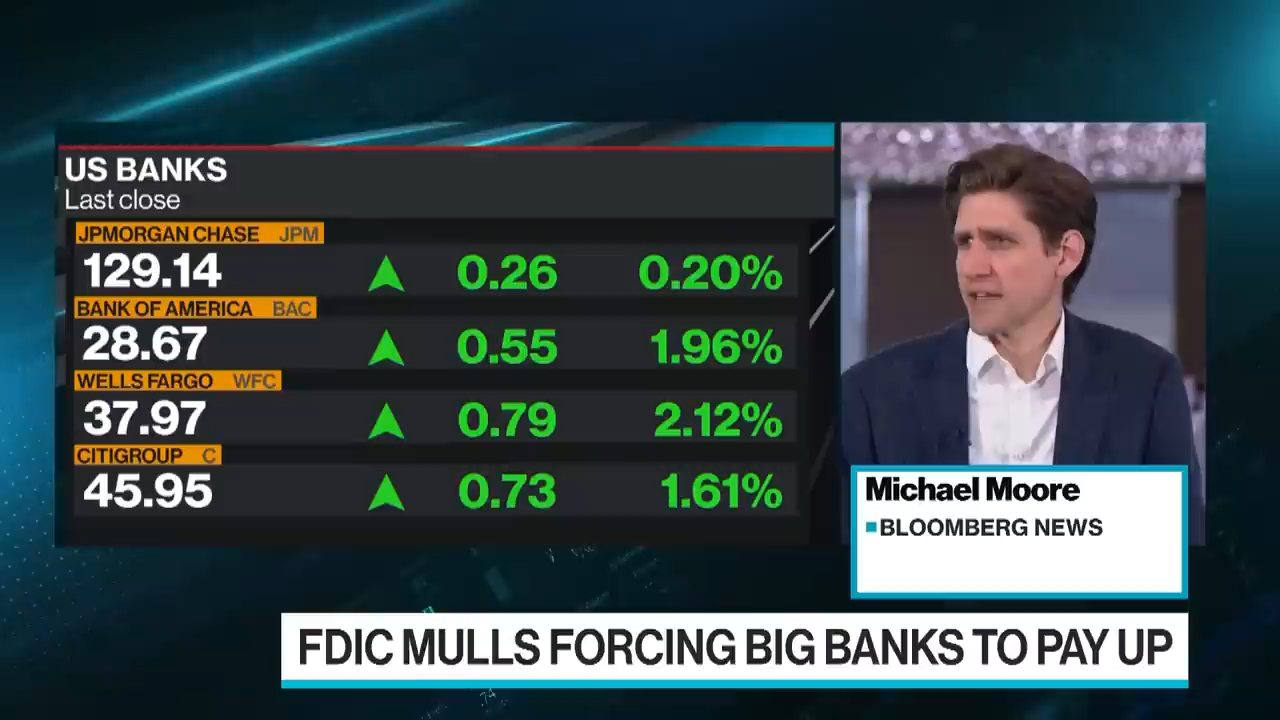 US BANKS
Last close
JPMORGAN CHASE JPM
129.14 ▲ 0.26 0.20%
BANK OF AMERICA BAC
28.67 ▲ 0.55 1.96%
WELLS FARGO WFC
37.97 ▲ 0.79 2.12%
CITIGROUP C
45.95 ▲ 0.73 1.61%
Michael Moore
BLOOMBERG NEWS
FDIC MULLS FORCING BIG BANKS TO PAY UP
.74